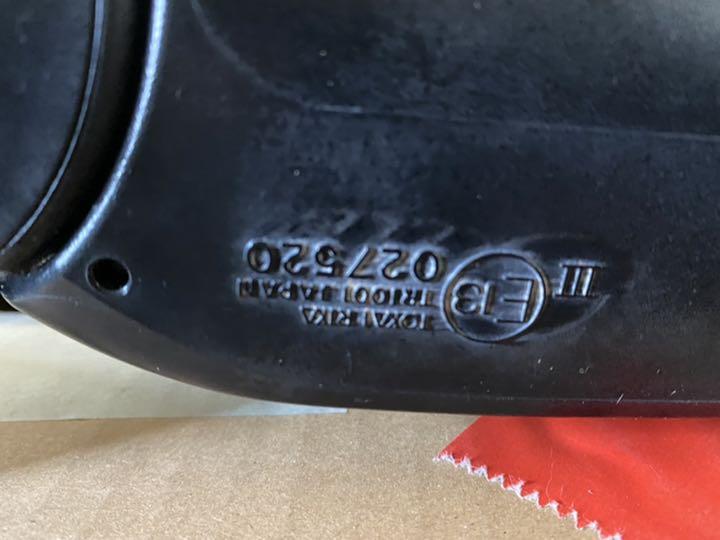 III
E13
TOKAIRIKA
TR1001 JAPAN
027520